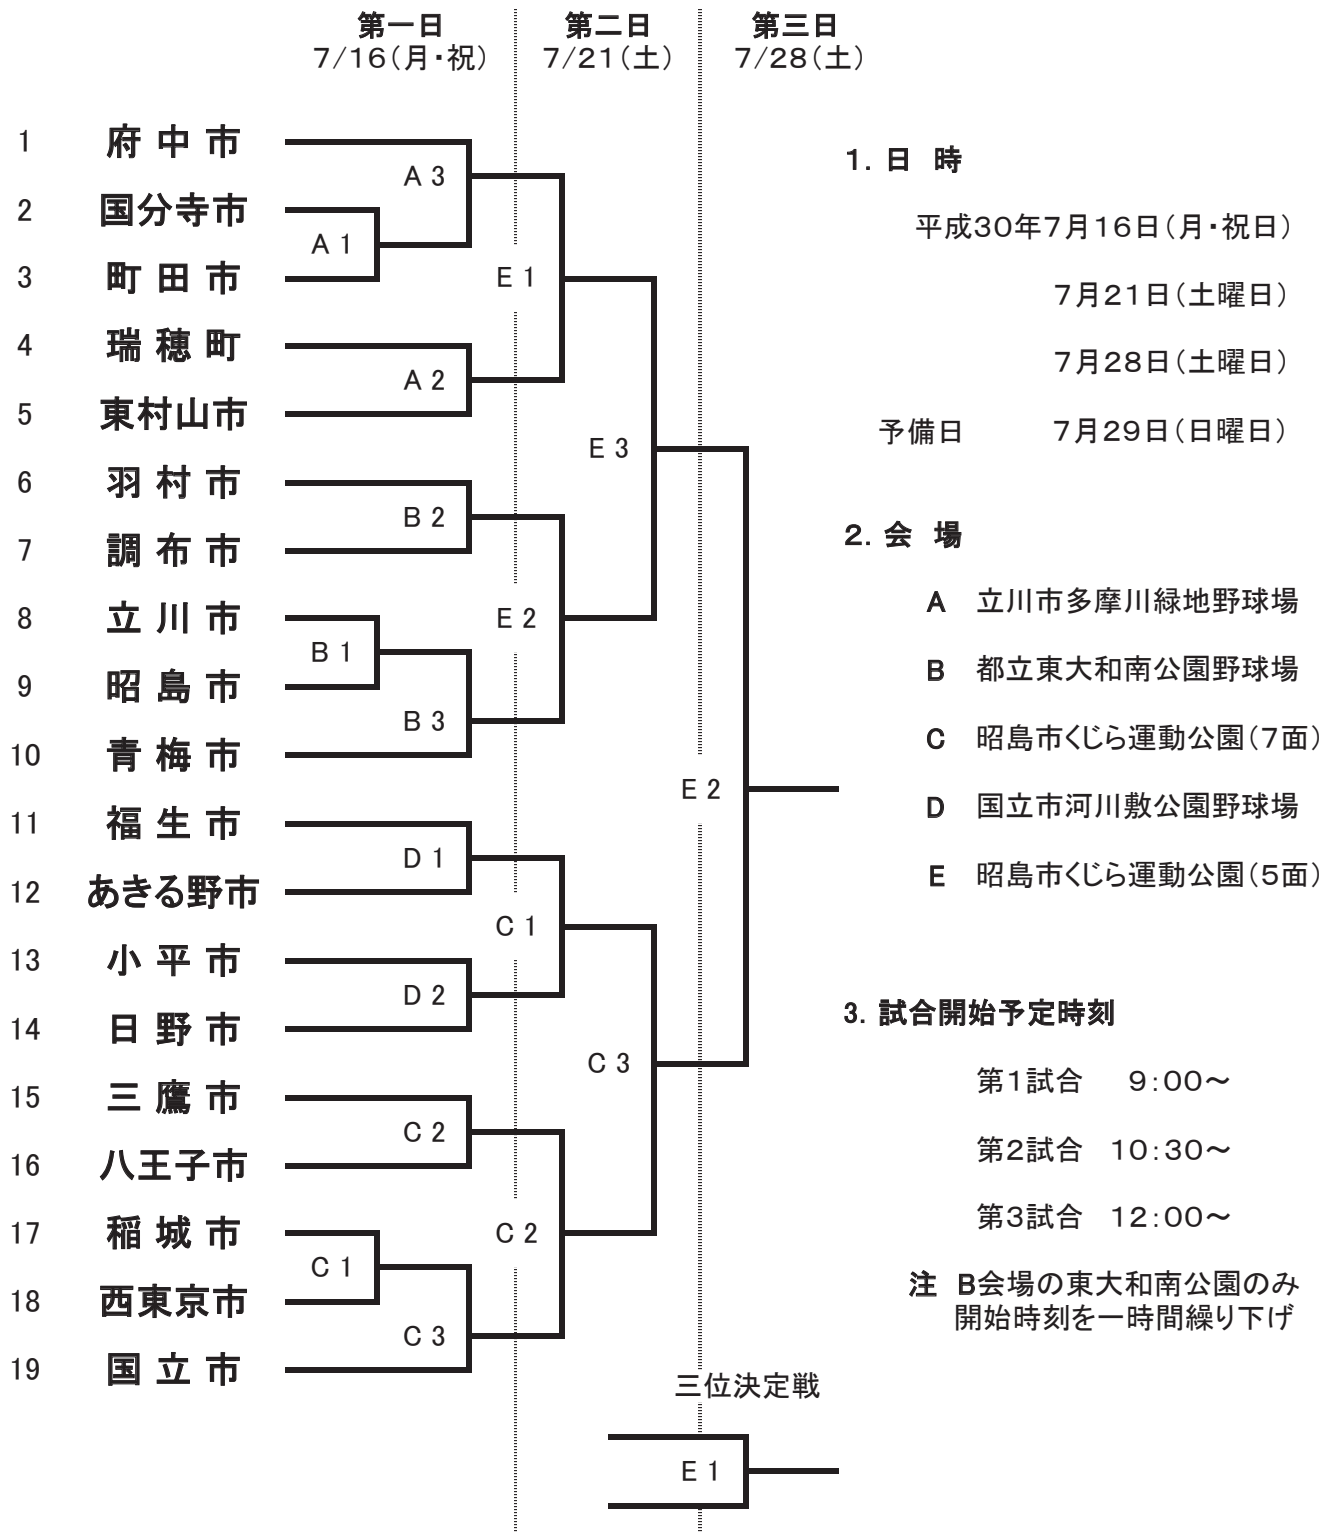 第一日 第二日 第三日
7/16(月・祝) 7/21(土) 7/28(土)
1 府中市
2 国分寺市
3 町田市
4 瑞穂町
5 東村山市
6 羽村市
7 調布市
8 立川市
9 昭島市
10 青梅市
11 福生市
12 あきる野市
13 小平市
14 日野市
15 三鷹市
16 八王子市
17 稲城市
18 西東京市
19 国立市
A3
A1
A2
B2
B1
B3
D1
D2
C2
C1
C3
E1
E2
C1
C2
E3
C3
E2
三位決定戦
E1
1. 日 時
平成30年7月16日(月・祝日)
7月21日(土曜日)
7月28日(土曜日)
予備日 7月29日(日曜日)
2. 会 場
A 立川市多摩川緑地野球場
B 都立東大和南公園野球場
C 昭島市くじら運動公園(7面)
D 国立市河川敷公園野球場
E 昭島市くじら運動公園(5面)
3. 試合開始予定時刻
第1試合 9:00~
第2試合 10:30~
第3試合 12:00~
注 B会場の東大和南公園のみ
開始時刻を一時間繰り下げ